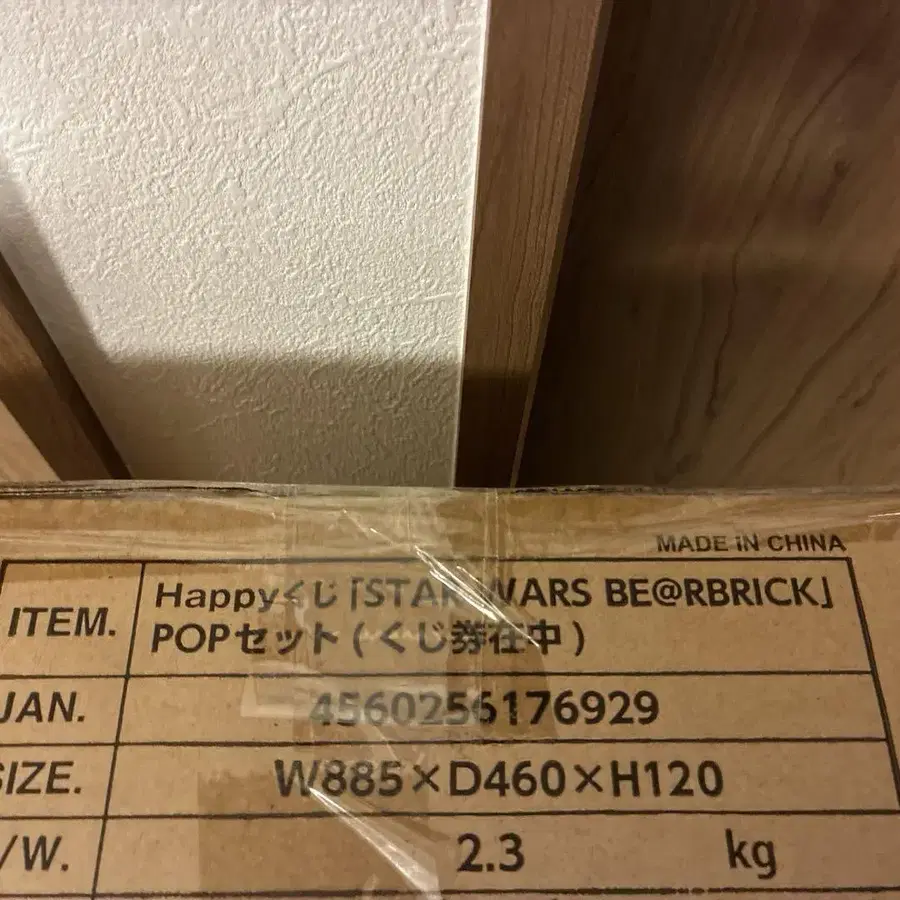 MADE IN CHINA
ITEM. Happyくじ「STAR WARS BE@RBRICK」
POPセット(くじ券在中)
JAN. 4560256176929
SIZE. W885×D460×H120
/W. 2.3 kg